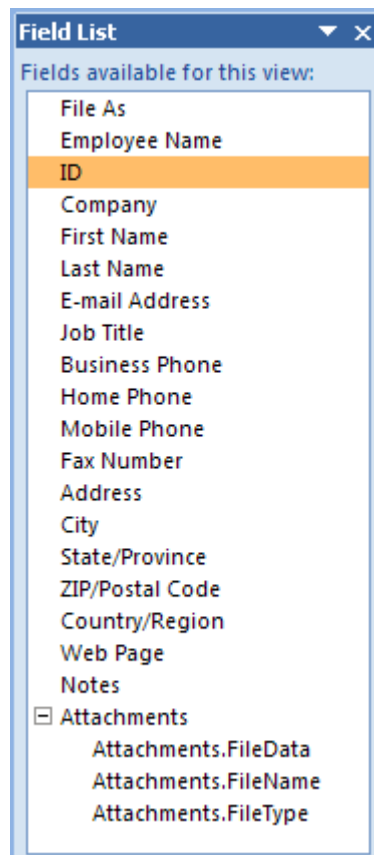 Field List
Fields available for this view:
File As
Employee Name
ID
Company
First Name
Last Name
E-mail Address
Job Title
Business Phone
Home Phone
Mobile Phone
Fax Number
Address
City
State/Province
ZIP/Postal Code
Country/Region
Web Page
Notes
Attachments
Attachments.FileData
Attachments.FileName
Attachments.FileType